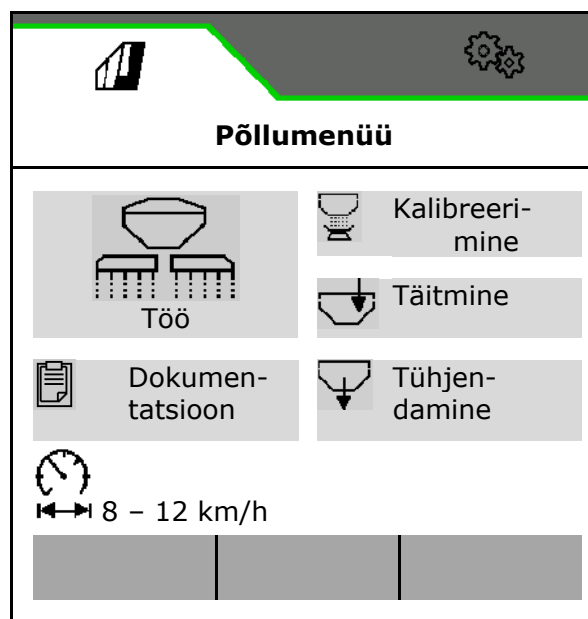 Põllumenüü
Töö
Kalibreeri-
mine
Täitmine
Dokumen-
tatsioon
Tühjen-
damine
8 – 12 km/h